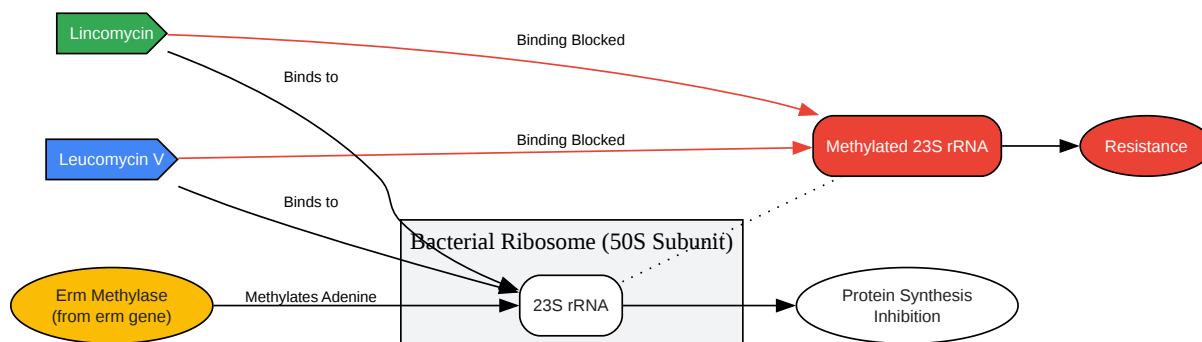 Lincomycin
Binding Blocked
Binds to
Leucomycin V
Binding Blocked
Methylated 23S rRNA
Resistance
Binds to
Bacterial Ribosome (50S Subunit)
Erm Methylase
(from erm gene)
Methylates Adenine
23S rRNA
Protein Synthesis
Inhibition